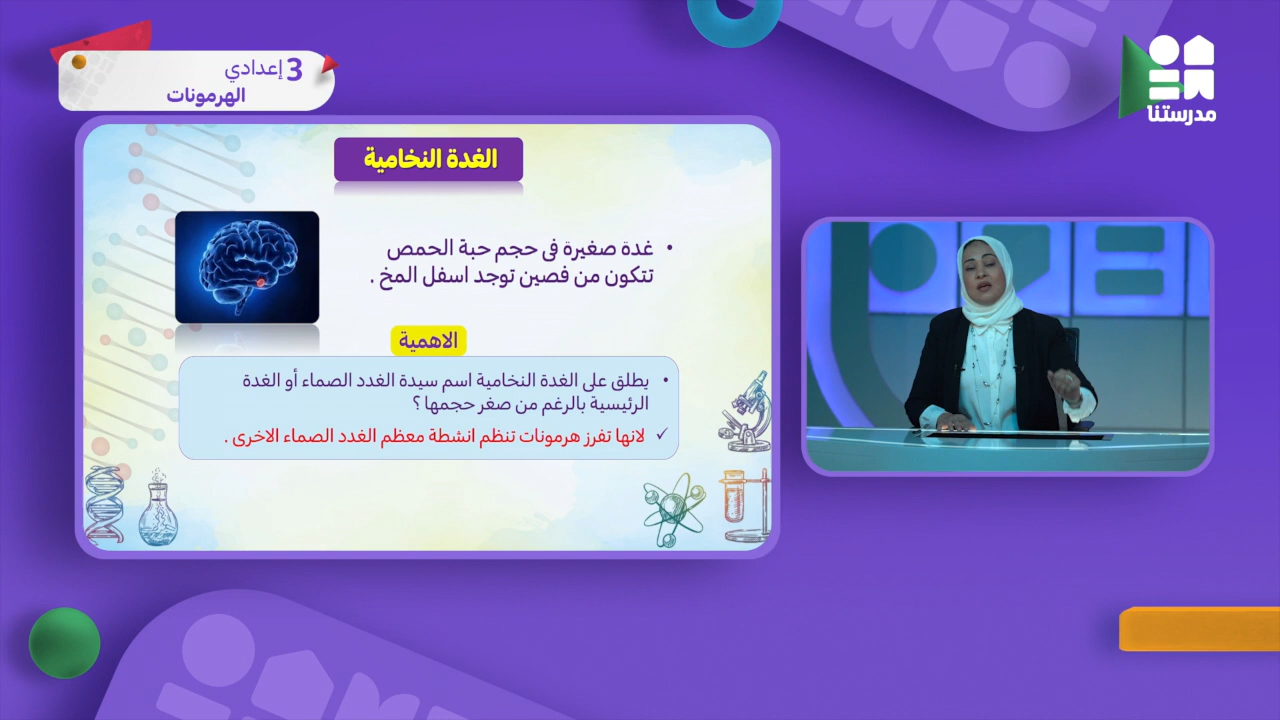 3 إعدادي
الهرمونات
مدرستنا
الغدة النخامية
• غدة صغيرة فى حجم حبة الحمص
تتكون من فصين توجد اسفل المخ .
الاهمية
• يطلق على الغدة النخامية اسم سيدة الغدد الصماء أو الغدة
الرئيسية بالرغم من صغر حجمها ؟
✓ لانها تفرز هرمونات تنظم انشطة معظم الغدد الصماء الاخرى .